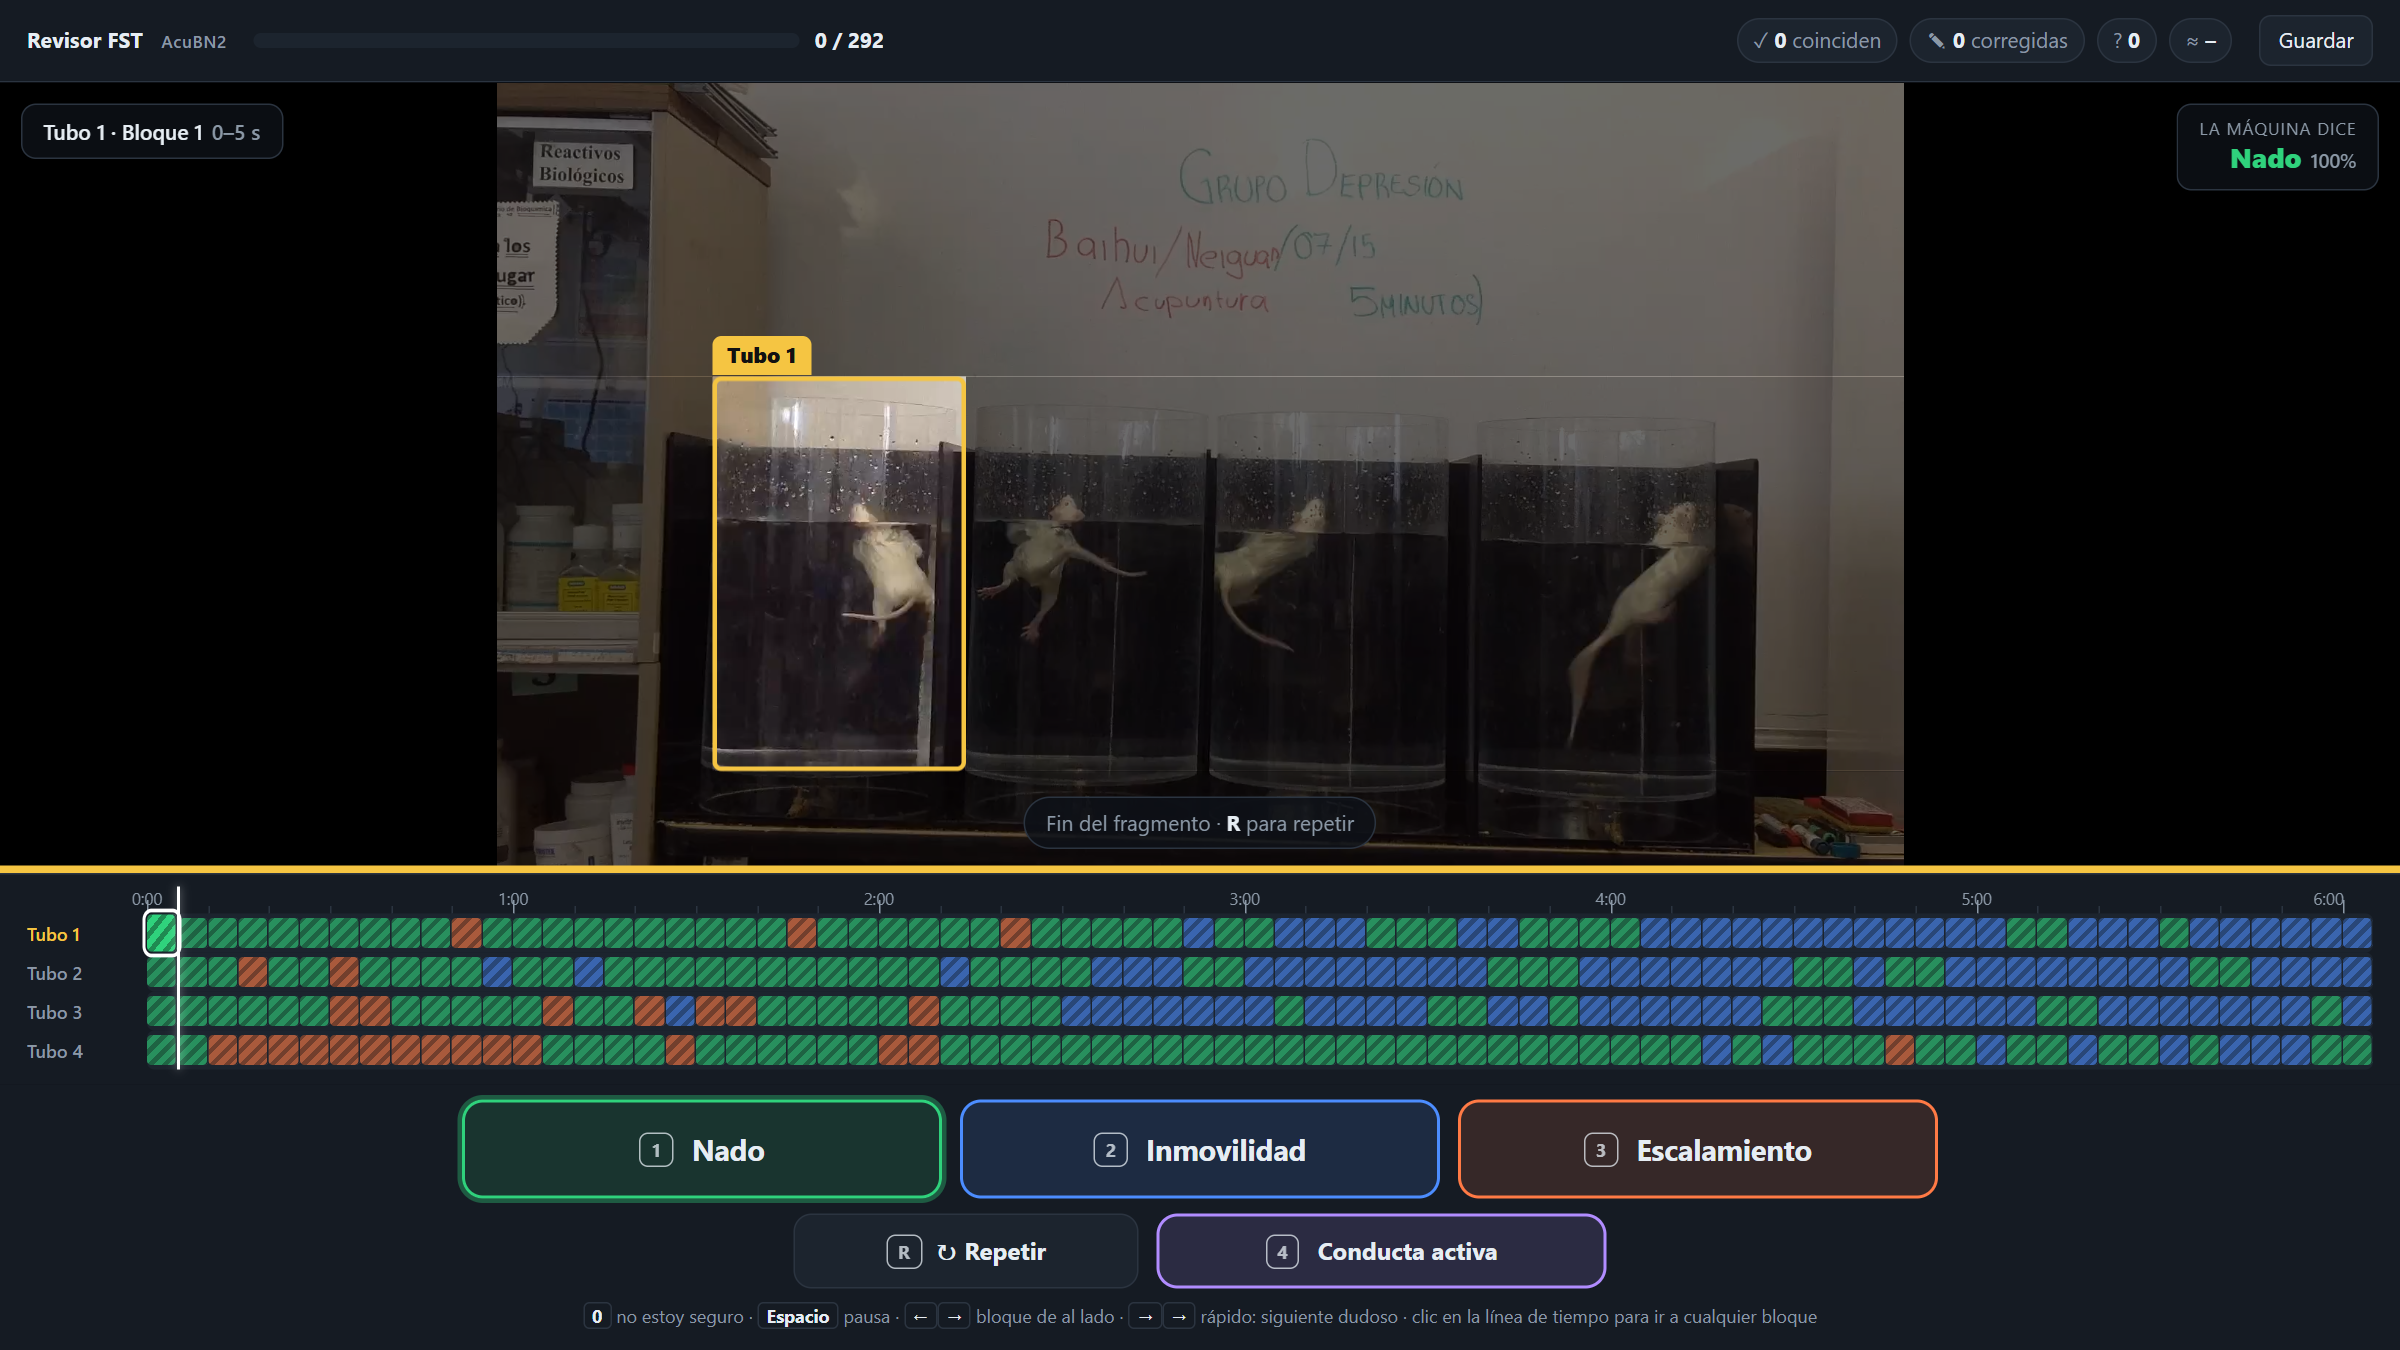 Revisor FST AcuBN2 0 / 292 ✓ 0 coinciden ✎ 0 corregidas ? 0 ≈ – Guardar
Tubo 1 · Bloque 1 0–5 s
LA MÁQUINA DICE
Nado 100%
Reactivos
Biológicos
los
ugar
tico).
GRUPO DEPRESIÓN
Baihui/Neiguan/07/15
Acupuntura 5MINUTOS)
Tubo 1
Fin del fragmento · R para repetir
0:00 1:00 2:00 3:00 4:00 5:00 6:00
Tubo 1
Tubo 2
Tubo 3
Tubo 4
1 Nado 2 Inmovilidad 3 Escalamiento
R ↻ Repetir 4 Conducta activa
0 no estoy seguro · Espacio pausa · ← → bloque de al lado · → → rápido: siguiente dudoso · clic en la línea de tiempo para ir a cualquier bloque